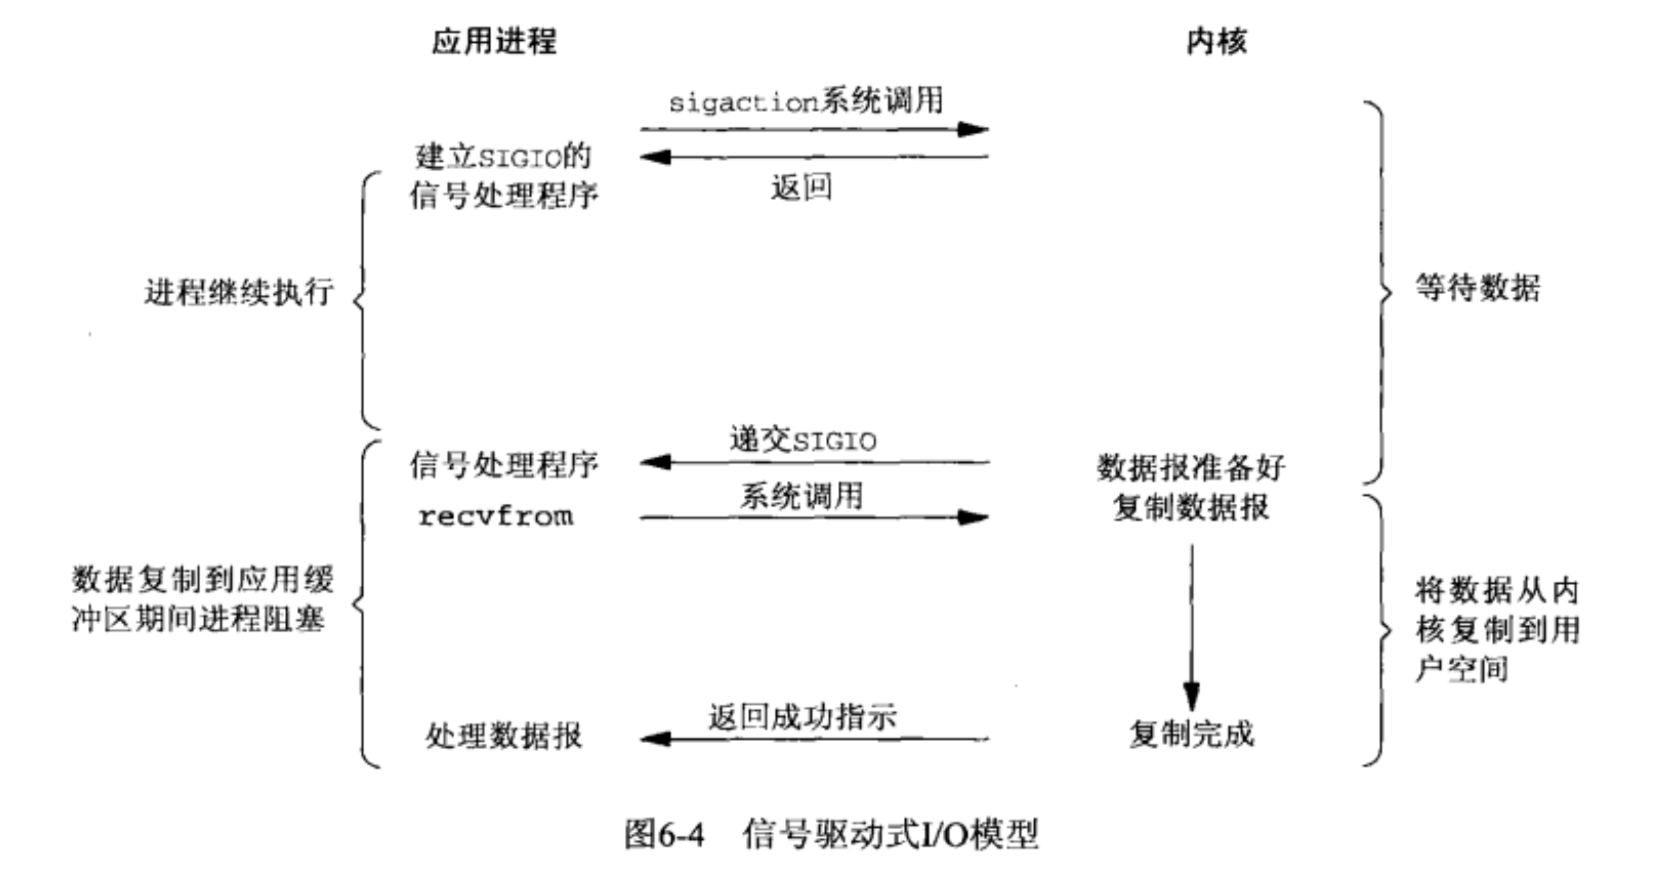 应用进程
内核
sigaction系统调用
建立SIGIO的
信号处理程序
返回
进程继续执行
等待数据
递交SIGIO
信号处理程序
数据报准备好
系统调用
recvfrom
复制数据报
数据复制到应用缓
冲区期间进程阻塞
将数据从内
核复制到用
户空间
返回成功指示
处理数据报
复制完成
图6-4 信号驱动式I/O模型